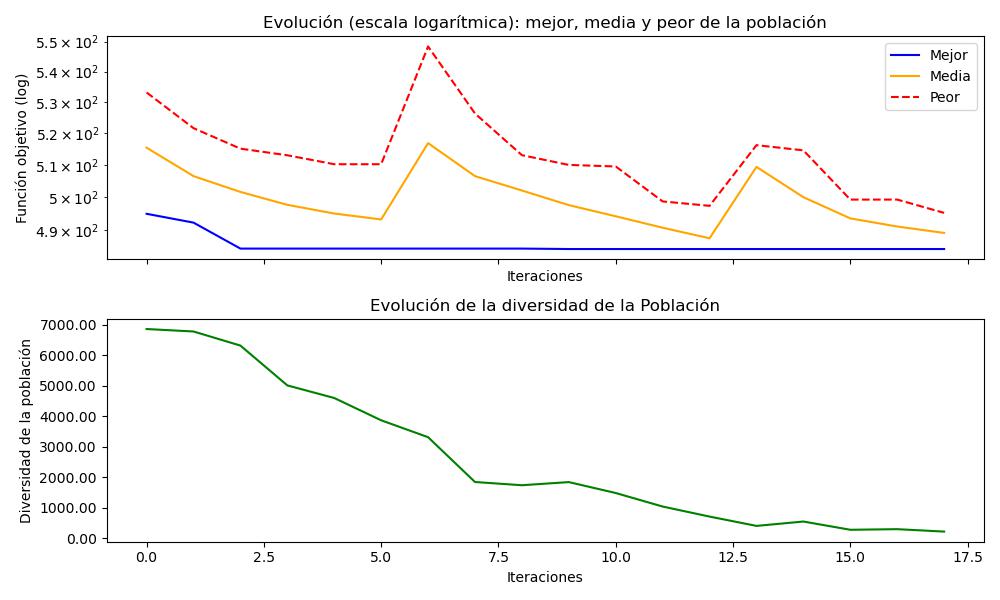 Evolución (escala logarítmica): mejor, media y peor de la población
Función objetivo (log)
5.5 × 10²
5.4 × 10²
5.3 × 10²
5.2 × 10²
5.1 × 10²
5 × 10²
4.9 × 10²
Mejor
Media
Peor
Iteraciones
Evolución de la diversidad de la Población
Diversidad de la población
7000.00
6000.00
5000.00
4000.00
3000.00
2000.00
1000.00
0.00
0.0 2.5 5.0 7.5 10.0 12.5 15.0 17.5
Iteraciones